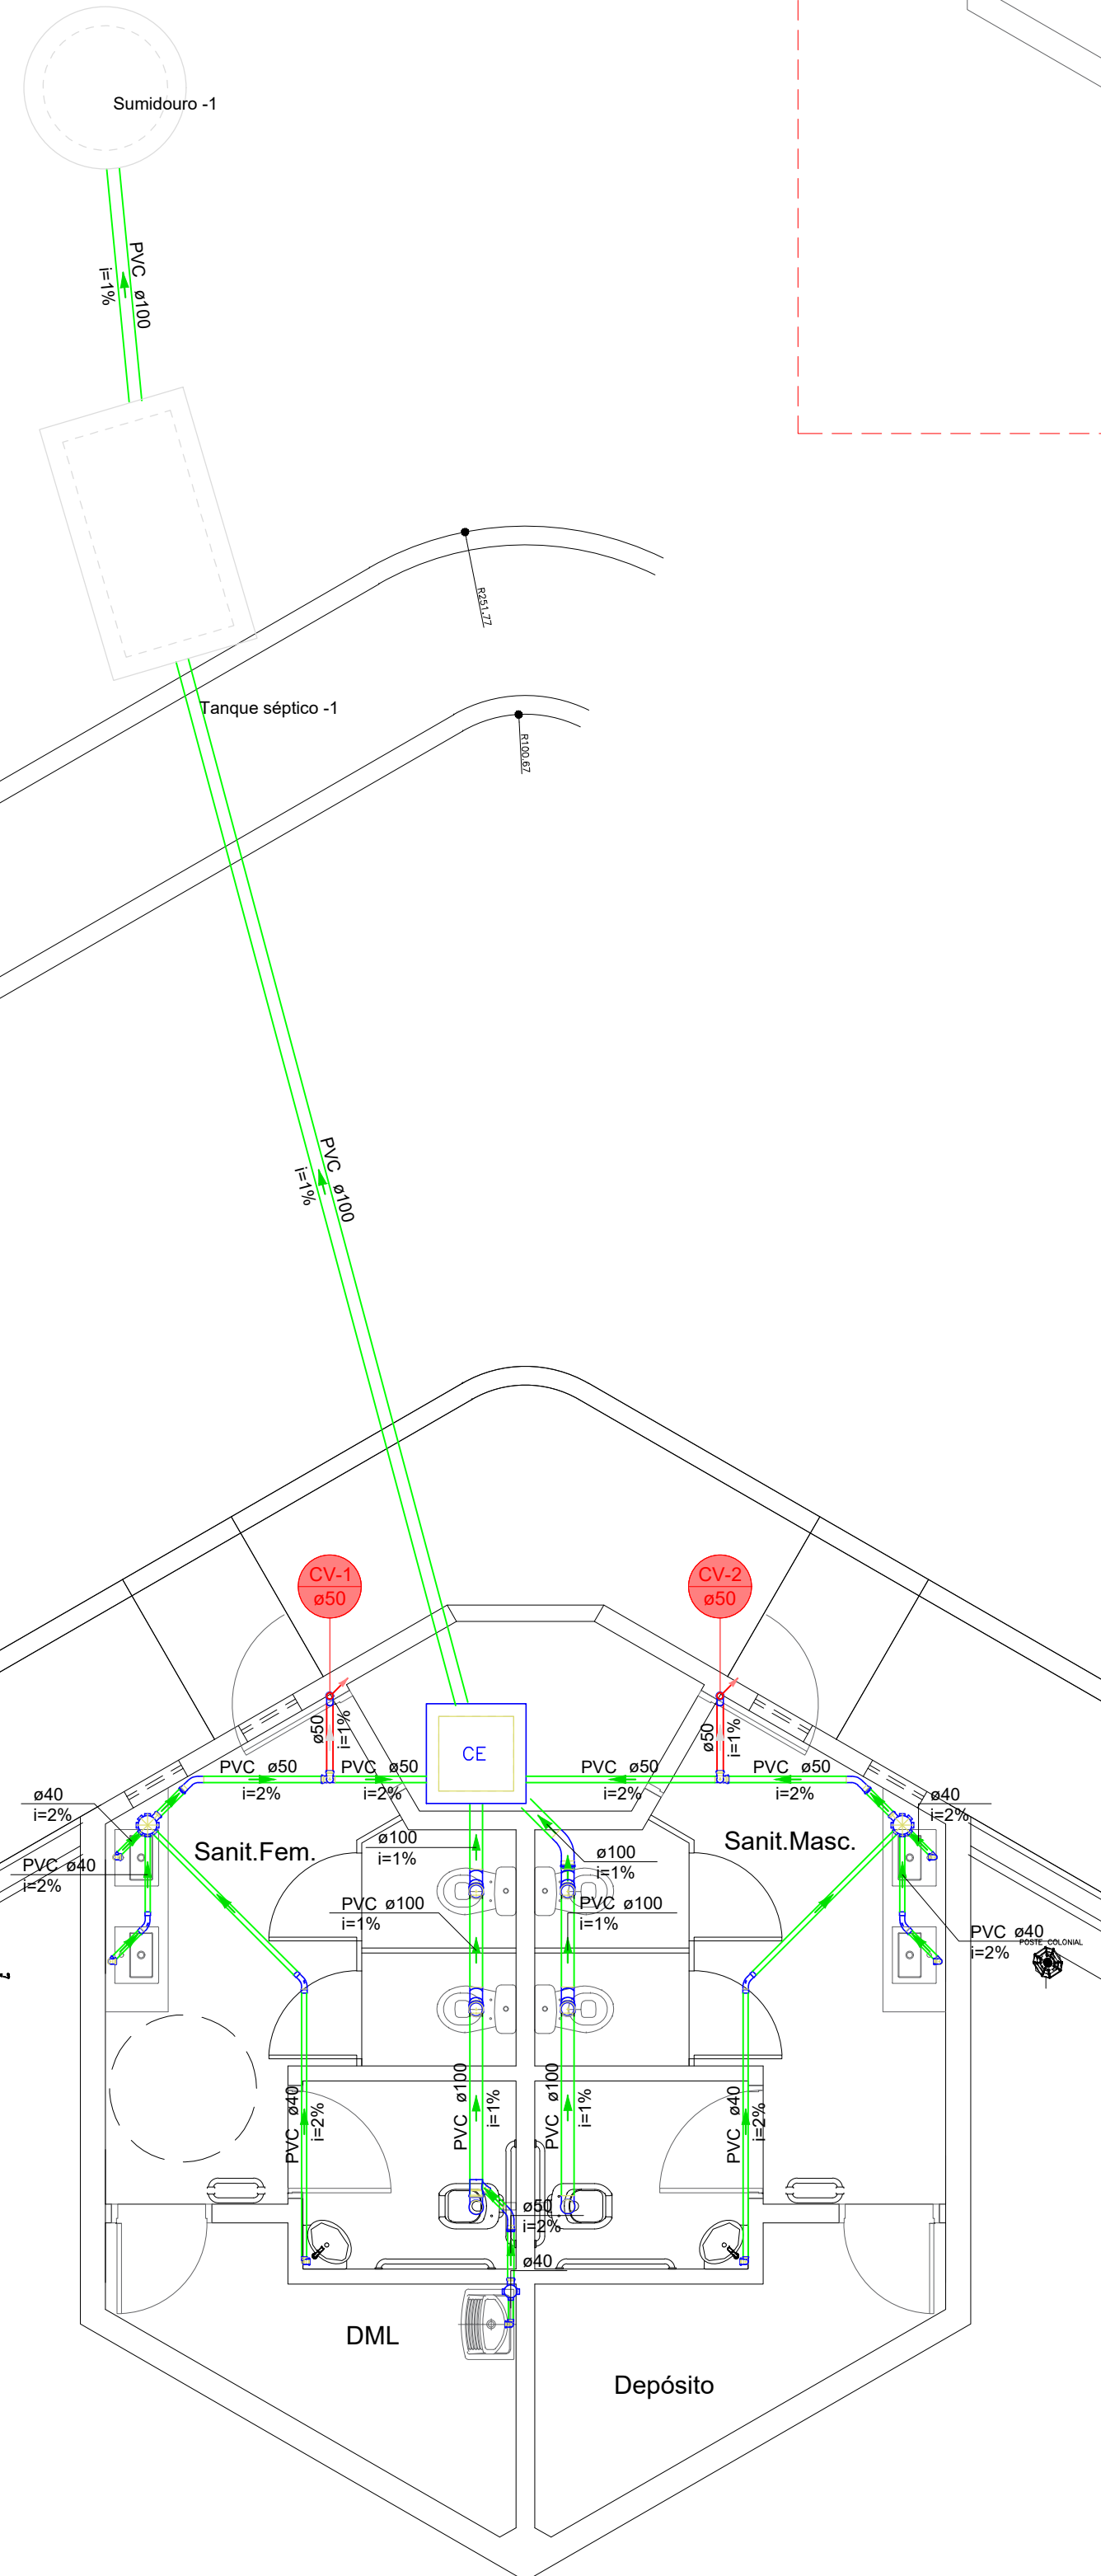 Sumidouro -1
PVC ø100
i=1%
R251.77
Tanque séptico -1
R100.67
PVC ø100
i=1%
CV-1
ø50
CV-2
ø50
ø50
i=1%
ø50
i=1%
CE
PVC ø50
i=2%
PVC ø50
i=2%
PVC ø50
i=2%
PVC ø50
i=2%
ø40
i=2%
ø40
i=2%
Sanit.Fem.
Sanit.Masc.
ø100
i=1%
ø100
i=1%
PVC ø40
i=2%
PVC ø100
i=1%
PVC ø100
i=1%
PVC ø40
i=2%
POSTE COLONIAL
PVC ø40
i=2%
PVC ø100
i=1%
PVC ø100
i=1%
PVC ø40
i=2%
ø50
i=2%
ø40
DML
Depósito